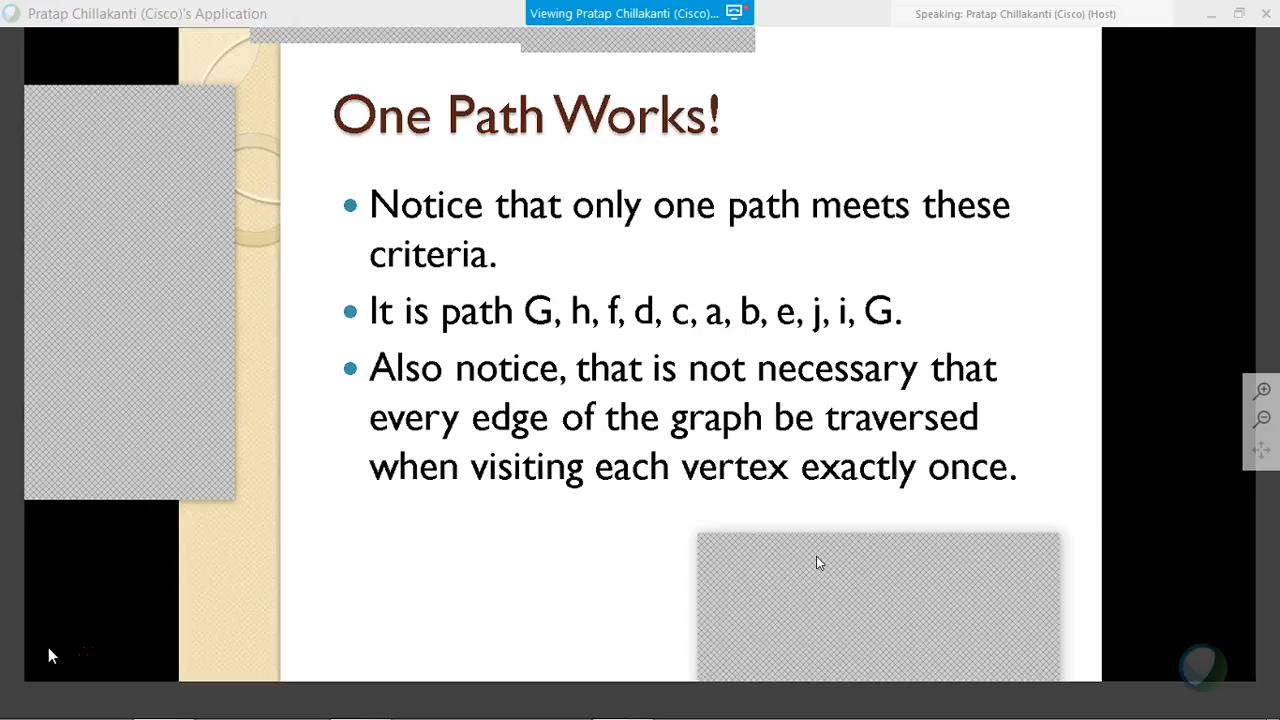 Pratap Chillakanti (Cisco)'s Application
Viewing Pratap Chillakanti (Cisco)...
Speaking: Pratap Chillakanti (Cisco) (Host)
One Path Works!
• Notice that only one path meets these
criteria.
• It is path G, h, f, d, c, a, b, e, j, i, G.
• Also notice, that is not necessary that
every edge of the graph be traversed
when visiting each vertex exactly once.